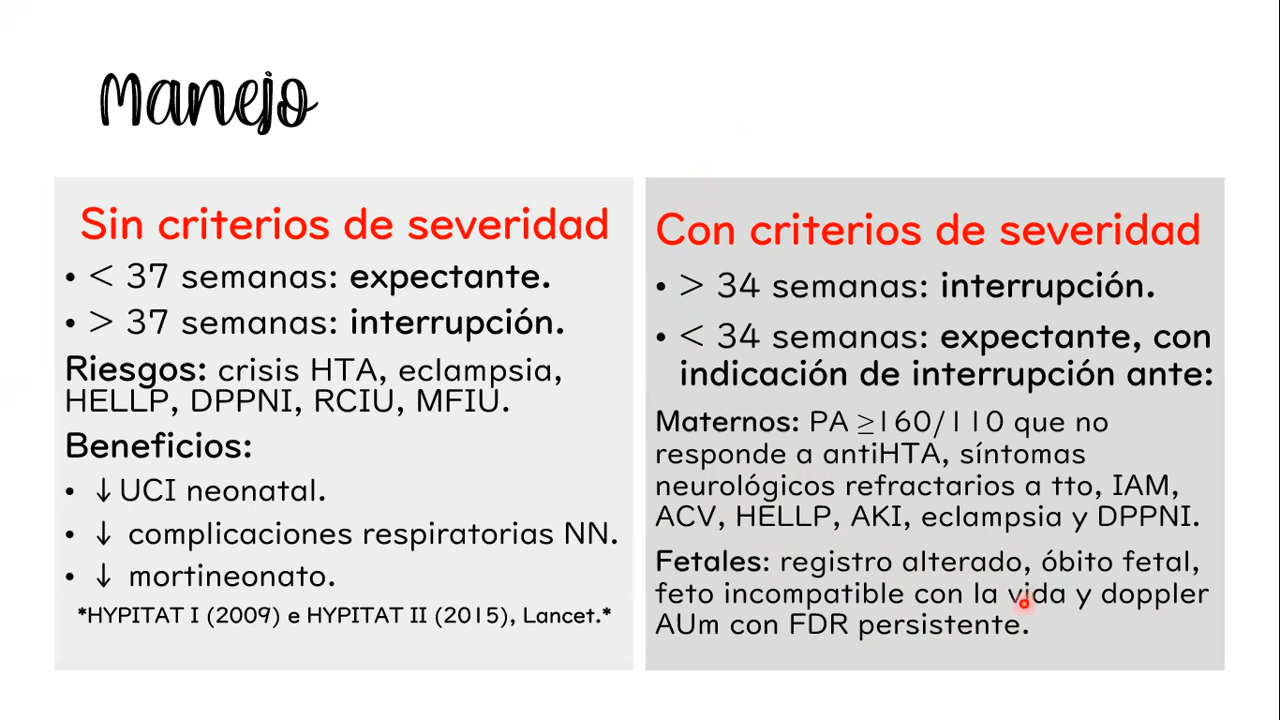 Manejo
Sin criterios de severidad
• < 37 semanas: expectante.
• > 37 semanas: interrupción.
Riesgos: crisis HTA, eclampsia,
HELLP, DPPNI, RCIU, MFIU.
Beneficios:
• ↓UCI neonatal.
• ↓ complicaciones respiratorias NN.
• ↓ mortineonato.
*HYPITAT I (2009) e HYPITAT II (2015), Lancet.*
Con criterios de severidad
• > 34 semanas: interrupción.
• < 34 semanas: expectante, con
indicación de interrupción ante:
Maternos: PA ≥160/110 que no
responde a antiHTA, síntomas
neurológicos refractarios a tto, IAM,
ACV, HELLP, AKI, eclampsia y DPPNI.
Fetales: registro alterado, óbito fetal,
feto incompatible con la vida y doppler
AUm con FDR persistente.